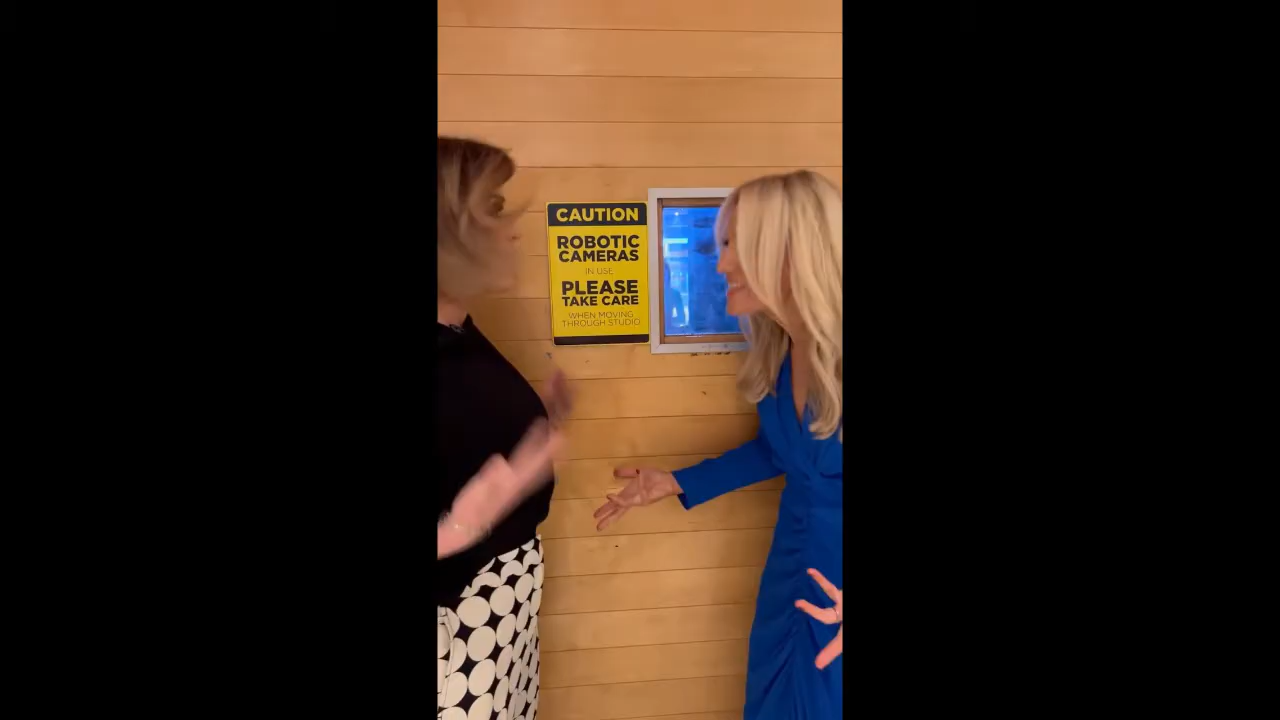 CAUTION
ROBOTIC
CAMERAS
IN USE
PLEASE
TAKE CARE
WHEN MOVING
THROUGH STUDIO